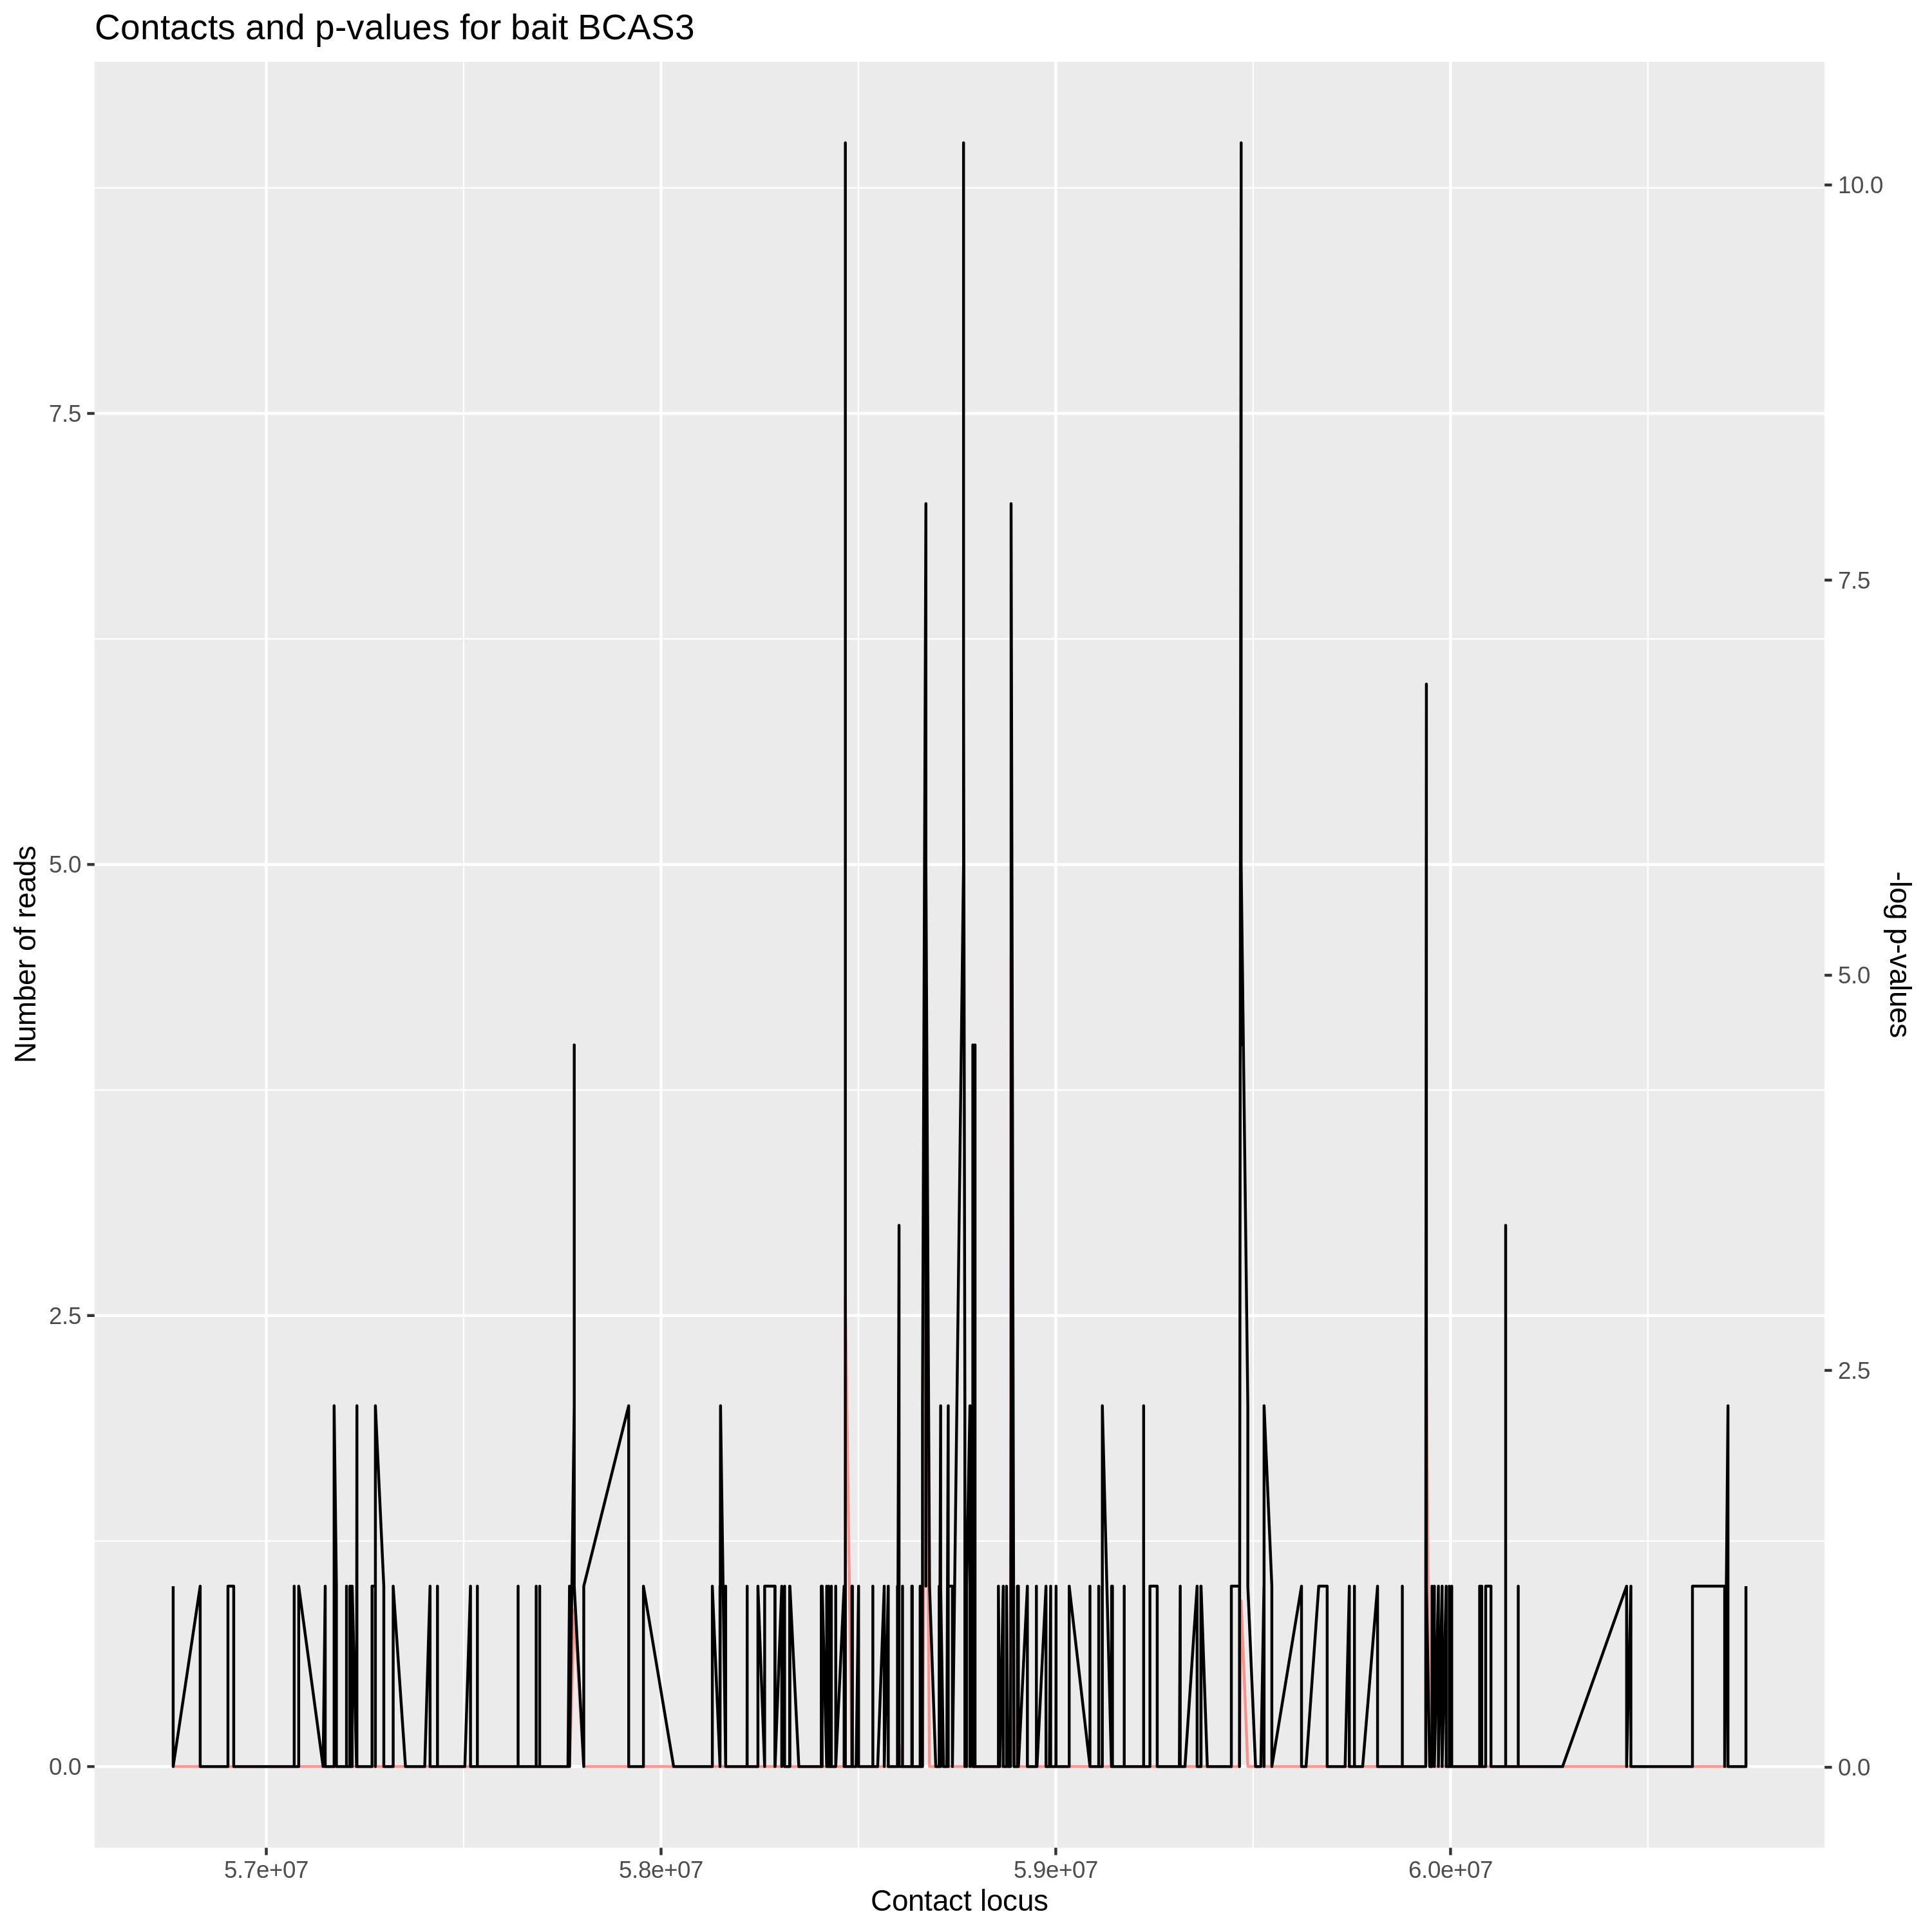 Contacts and p-values for bait BCAS3
Number of reads
7.5
5.0
2.5
0.0
10.0
7.5
5.0
2.5
0.0
-log p-values
5.7e+07
5.8e+07
5.9e+07
6.0e+07
Contact locus